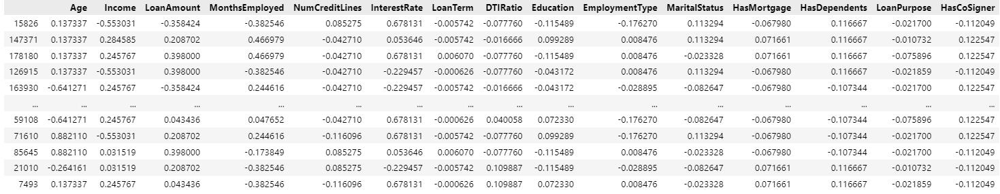 Age Income LoanAmount MonthsEmployed NumCreditLines InterestRate LoanTerm DTIRatio Education EmploymentType MaritalStatus HasMortgage HasDependents LoanPurpose HasCoSigner
15826 0.137337 -0.553031 -0.358424 -0.382546 0.085275 0.678131 -0.005742 -0.077760 -0.115489 -0.176270 0.113294 -0.067980 0.116667 -0.021700 -0.112049
147371 0.137337 0.284585 0.208702 0.466979 -0.042710 0.053646 -0.005742 -0.016666 0.099289 0.008476 0.113294 0.071661 0.116667 -0.010732 0.122547
178180 0.137337 0.245767 0.398000 0.466979 -0.042710 0.678131 0.006070 -0.077760 -0.115489 0.008476 -0.023328 0.071661 0.116667 -0.075896 0.122547
126915 0.137337 -0.553031 0.398000 -0.382546 -0.042710 -0.229457 -0.000626 -0.077760 -0.043172 0.008476 0.113294 -0.067980 0.116667 -0.021859 -0.112049
163930 -0.641271 0.245767 -0.358424 0.244616 -0.042710 -0.229457 -0.005742 -0.016666 -0.043172 -0.028895 -0.082647 -0.067980 -0.107344 -0.021700 0.122547
... ... ... ... ... ... ... ... ... ... ... ... ... ... ... ...
59108 -0.641271 0.245767 0.043436 0.047652 -0.042710 0.678131 -0.000626 0.040058 0.072330 -0.176270 -0.082647 -0.067980 -0.107344 -0.075896 0.122547
71610 0.882110 -0.553031 0.208702 0.244616 -0.116096 0.678131 -0.005742 -0.077760 0.099289 -0.176270 0.113294 -0.067980 -0.107344 -0.021700 0.122547
85645 0.882110 0.031519 0.398000 -0.173849 0.085275 0.053646 0.006070 -0.077760 -0.115489 0.008476 -0.023328 -0.067980 -0.107344 -0.021700 -0.112049
21010 -0.264161 0.031519 0.208702 -0.382546 0.085275 -0.229457 -0.005742 0.109887 -0.115489 -0.028895 -0.082647 0.071661 0.116667 -0.010732 -0.112049
7493 0.137337 0.245767 0.043436 -0.382546 -0.116096 0.678131 -0.000626 0.109887 0.072330 0.008476 -0.023328 0.071661 0.116667 -0.021859 -0.112049